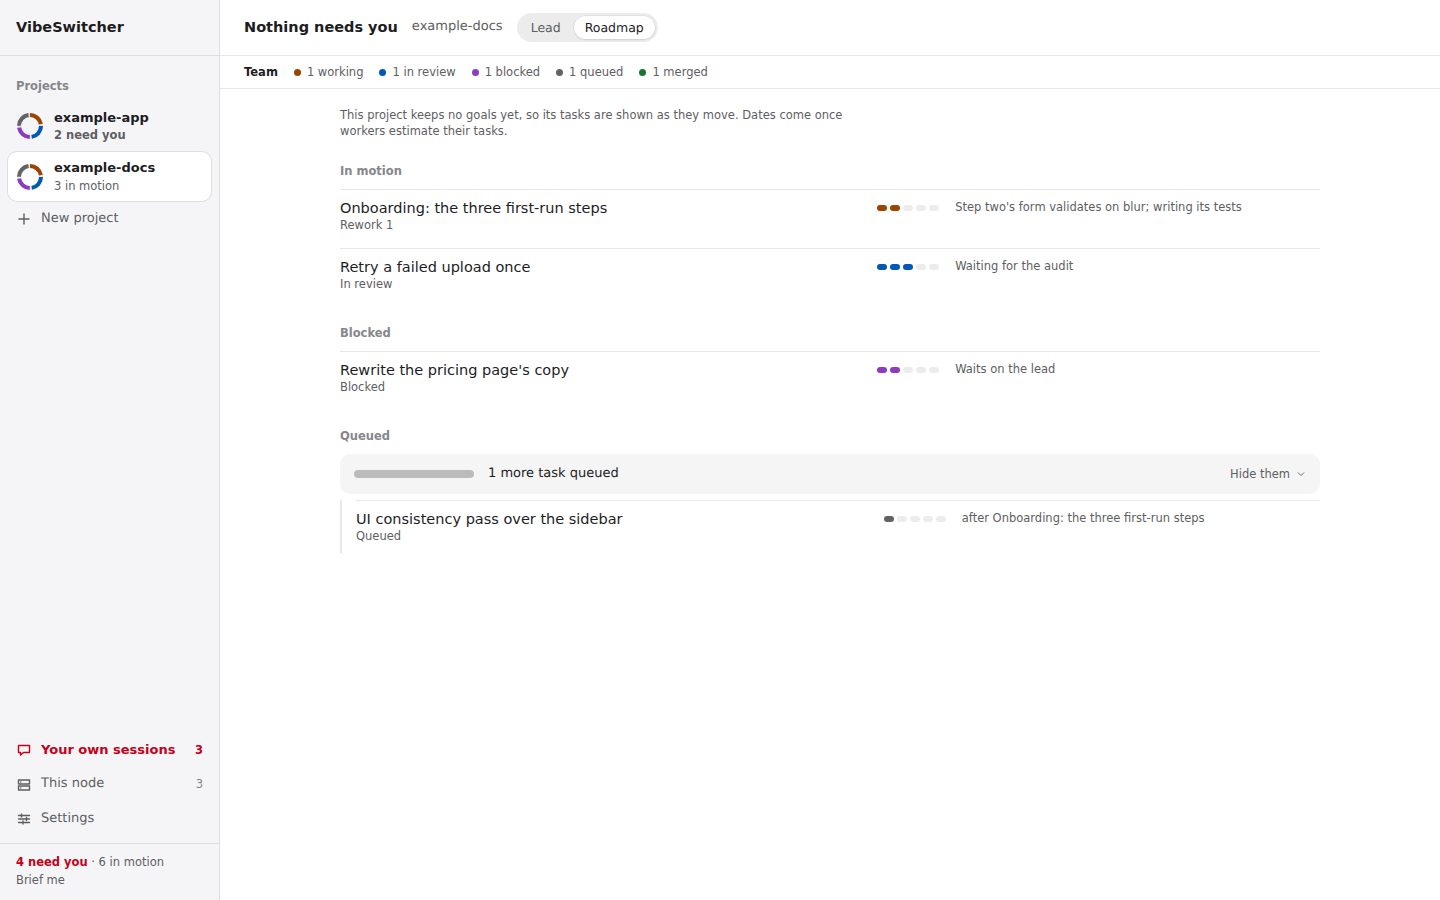 VibeSwitcher
Projects
example-app
2 need you
example-docs
3 in motion
New project
Your own sessions 3
This node 3
Settings
4 need you · 6 in motion
Brief me
Nothing needs you example-docs Lead Roadmap
Team 1 working 1 in review 1 blocked 1 queued 1 merged
This project keeps no goals yet, so its tasks are shown as they move. Dates come once
workers estimate their tasks.
In motion
Onboarding: the three first-run steps Step two's form validates on blur; writing its tests
Rework 1
Retry a failed upload once Waiting for the audit
In review
Blocked
Rewrite the pricing page's copy Waits on the lead
Blocked
Queued
1 more task queued Hide them
UI consistency pass over the sidebar after Onboarding: the three first-run steps
Queued